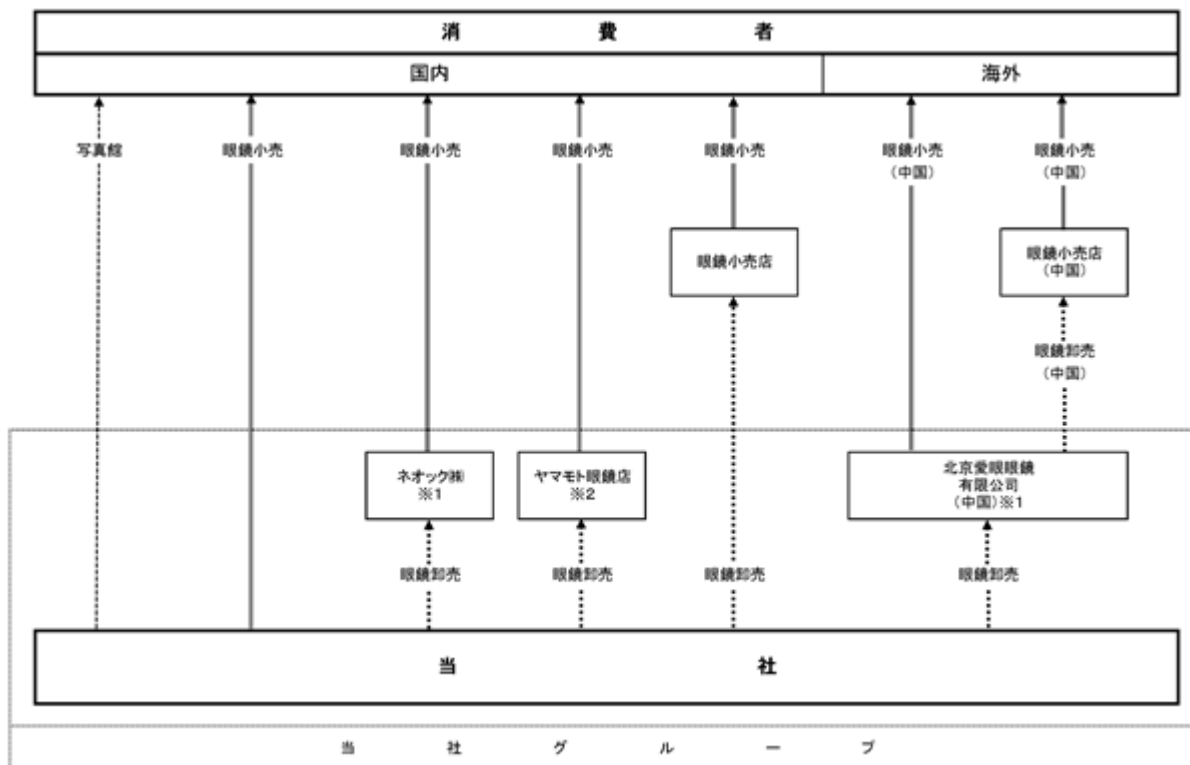 消費者
国内
海外
写真館
眼鏡小売
眼鏡小売
眼鏡小売
眼鏡小売
眼鏡小売
(中国)
眼鏡小売
(中国)
眼鏡小売店
眼鏡小売店
(中国)
眼鏡卸売
(中国)
ネオック㈱
※1
ヤマモト眼鏡店
※2
北京愛眼眼鏡
有限公司
(中国)※1
眼鏡卸売
眼鏡卸売
眼鏡卸売
眼鏡卸売
当社
当社グループ